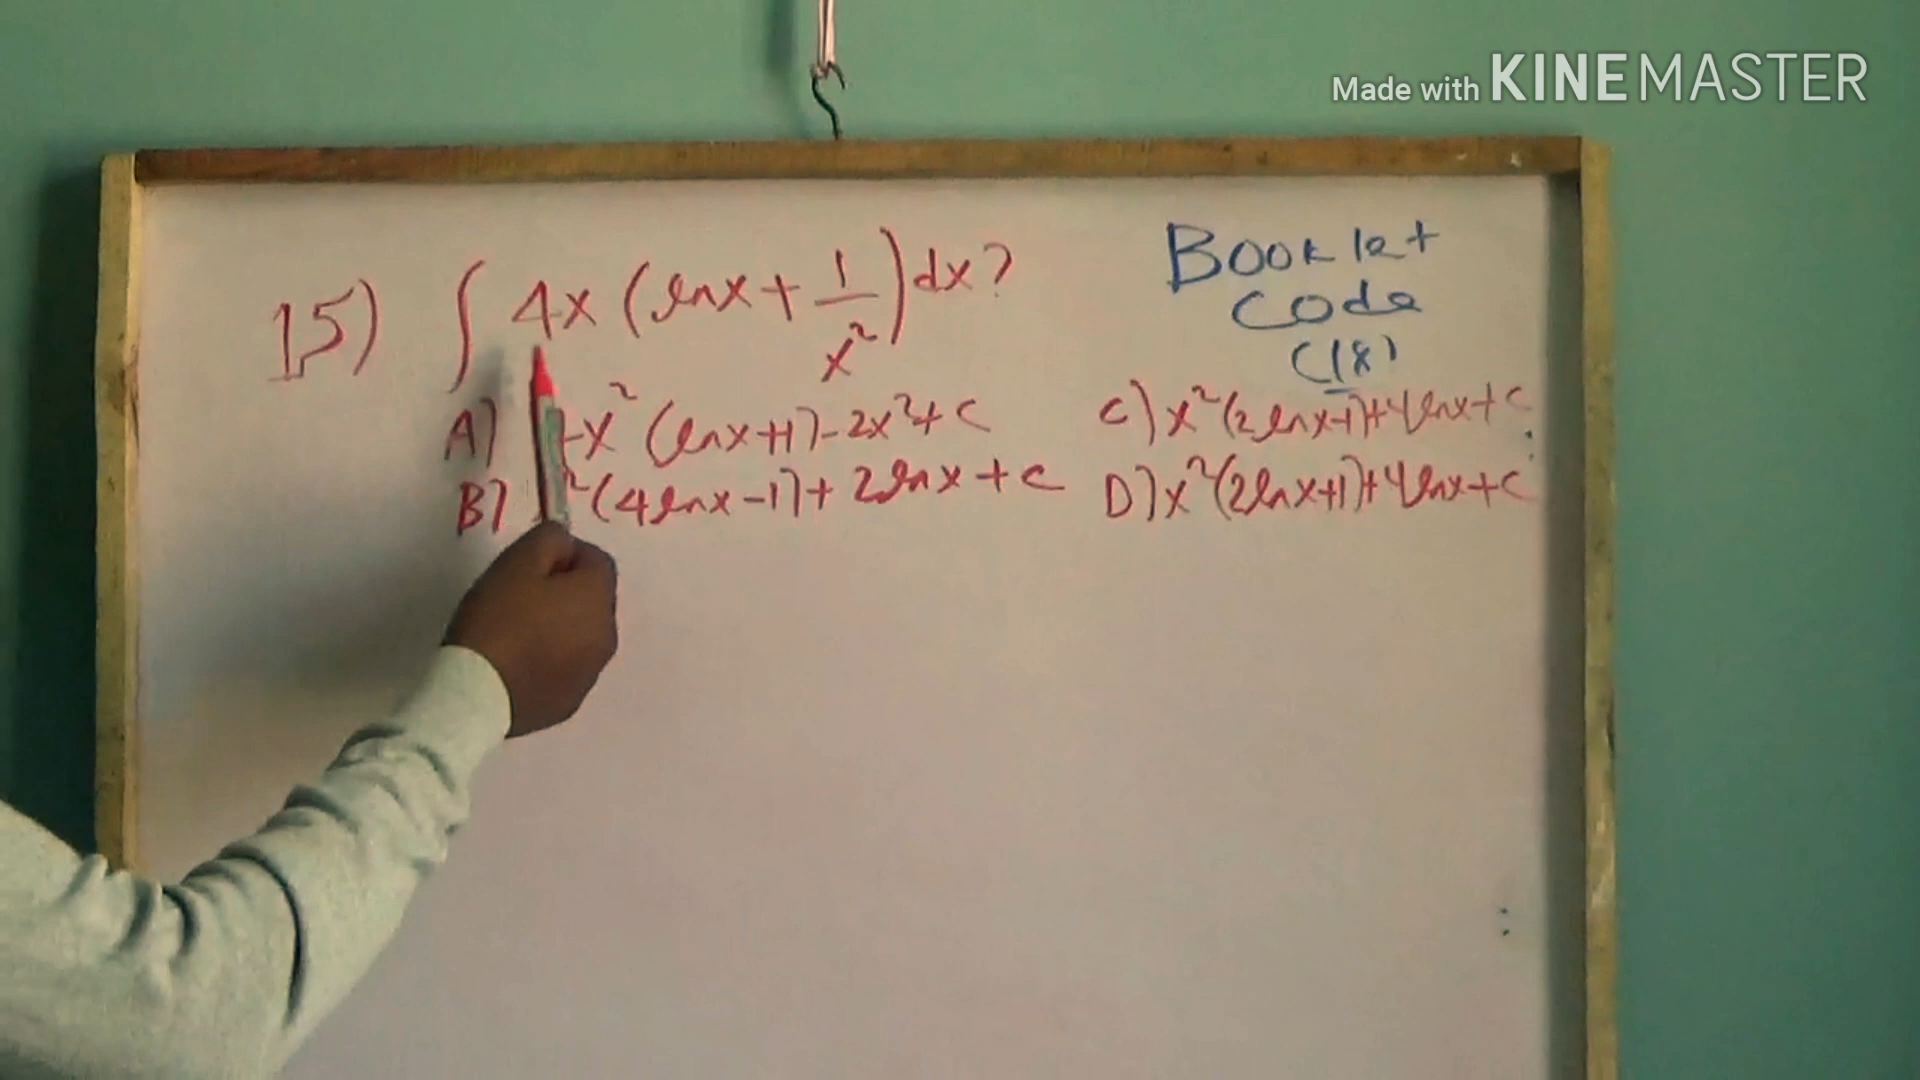 Made with KINEMASTER
Booklet
Code
(18)
15) ∫ 4x (lnx + 1/x²) dx?
A) x² (lnx+1) - 2x² + C
B) ² (4lnx - 1) + 2lnx + C
C) x² (2lnx-1) + 4lnx + C
D) x² (2lnx+1) + 4lnx + C